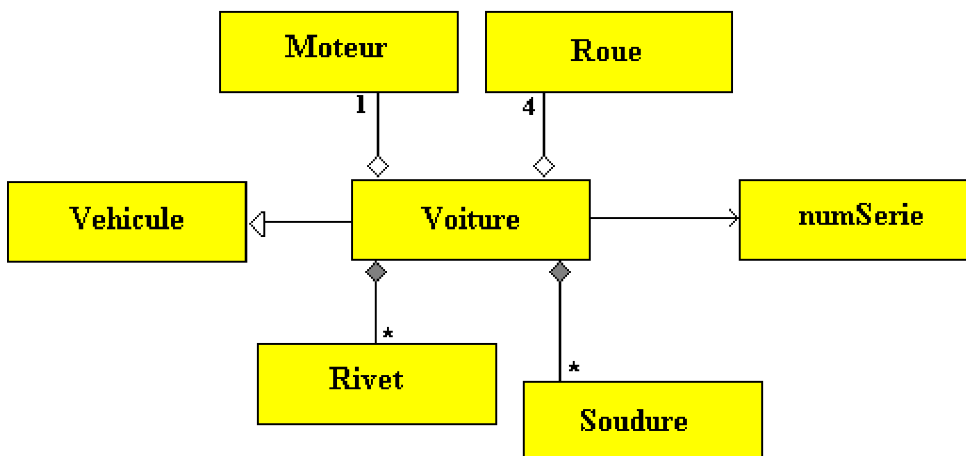 Moteur
Roue
1
4
Vehicule
Voiture
numSerie
*
Rivet
*
Soudure